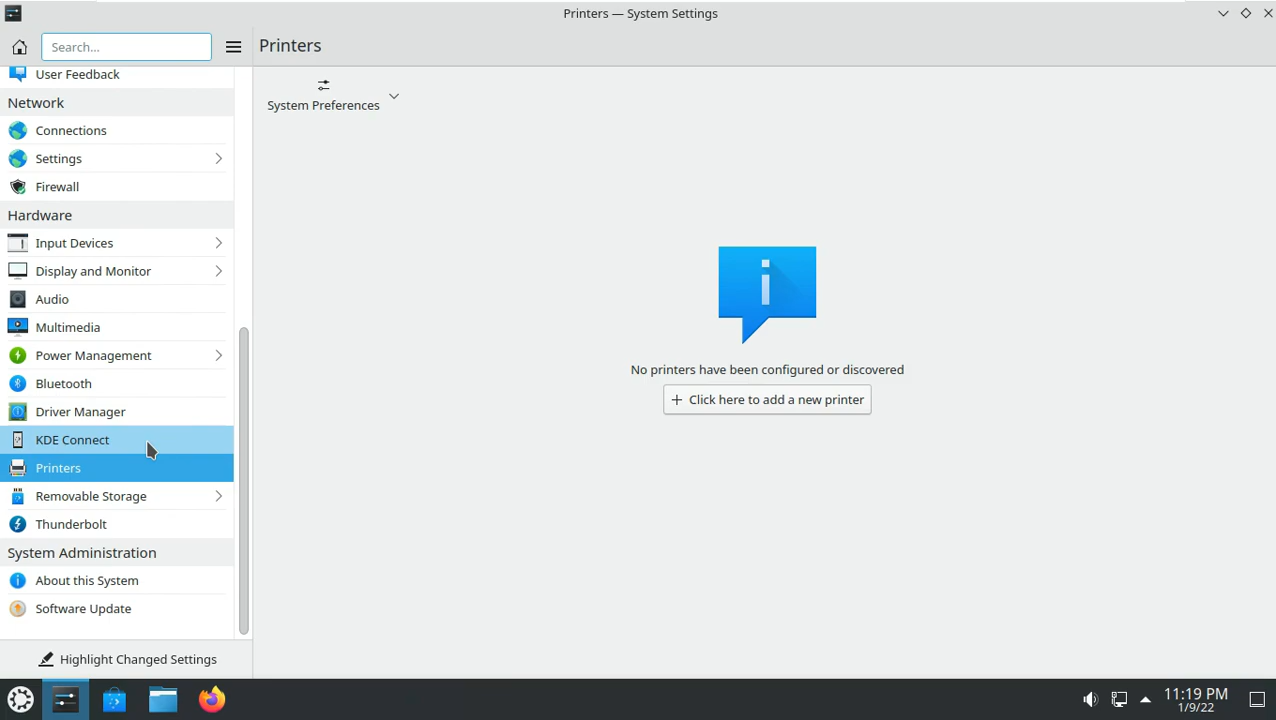 Printers — System Settings
Search...
Printers
User Feedback
Network
Connections
Settings
Firewall
Hardware
Input Devices
Display and Monitor
Audio
Multimedia
Power Management
Bluetooth
Driver Manager
KDE Connect
Printers
Removable Storage
Thunderbolt
System Administration
About this System
Software Update
Highlight Changed Settings
System Preferences
No printers have been configured or discovered
+ Click here to add a new printer
11:19 PM
1/9/22